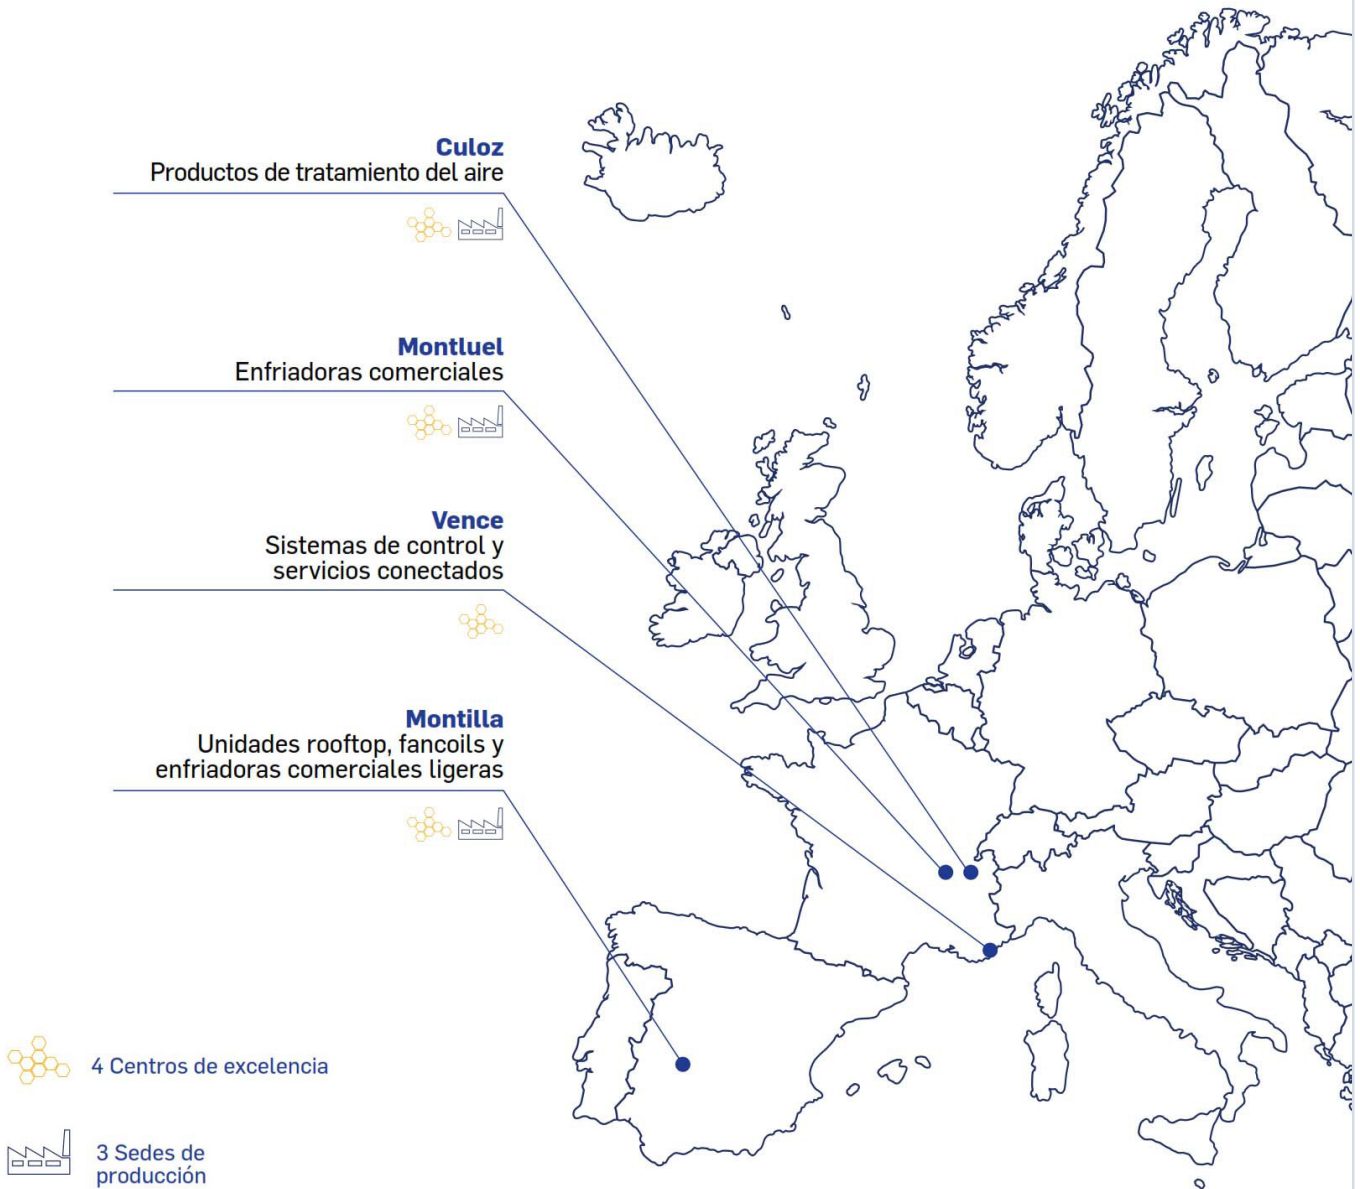 Culoz
Productos de tratamiento del aire
Montluel
Enfriadoras comerciales
Vence
Sistemas de control y
servicios conectados
Montilla
Unidades rooftop, fancoils y
enfriadoras comerciales ligeras
4 Centros de excelencia
3 Sedes de
producción